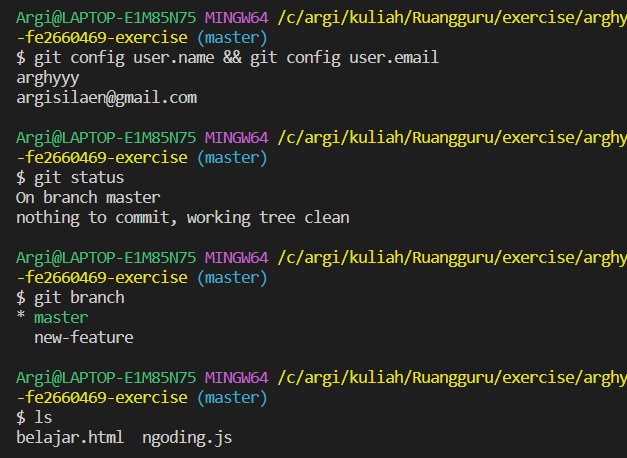 Argi@LAPTOP-E1M85N75 MINGW64 /c/argi/kuliah/Ruangguru/exercise/arghy
-fe2660469-exercise (master)
$ git config user.name && git config user.email
arghyyy
argisilaen@gmail.com
Argi@LAPTOP-E1M85N75 MINGW64 /c/argi/kuliah/Ruangguru/exercise/arghy
-fe2660469-exercise (master)
$ git status
On branch master
nothing to commit, working tree clean
Argi@LAPTOP-E1M85N75 MINGW64 /c/argi/kuliah/Ruangguru/exercise/arghy
-fe2660469-exercise (master)
$ git branch
* master
  new-feature
Argi@LAPTOP-E1M85N75 MINGW64 /c/argi/kuliah/Ruangguru/exercise/arghy
-fe2660469-exercise (master)
$ ls
belajar.html  ngoding.js